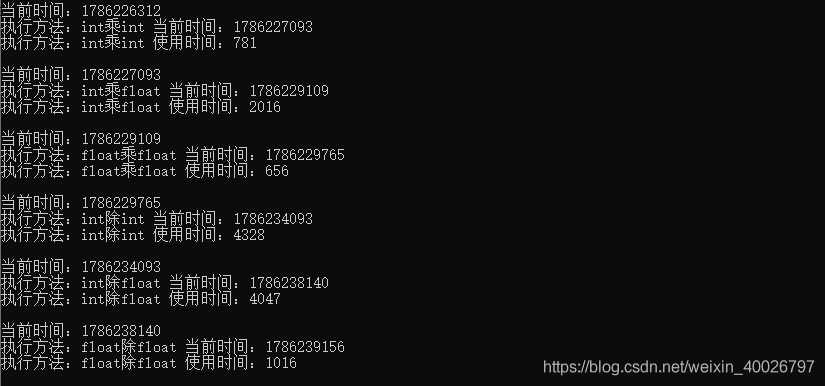 当前时间：1786226312
执行方法：int乘int 当前时间：1786227093
执行方法：int乘int 使用时间：781
当前时间：1786227093
执行方法：int乘float 当前时间：1786229109
执行方法：int乘float 使用时间：2016
当前时间：1786229109
执行方法：float乘float 当前时间：1786229765
执行方法：float乘float 使用时间：656
当前时间：1786229765
执行方法：int除int 当前时间：1786234093
执行方法：int除int 使用时间：4328
当前时间：1786234093
执行方法：int除float 当前时间：1786238140
执行方法：int除float 使用时间：4047
当前时间：1786238140
执行方法：float除float 当前时间：1786239156
执行方法：float除float 使用时间：1016
https://blog.csdn.net/weixin_40026797